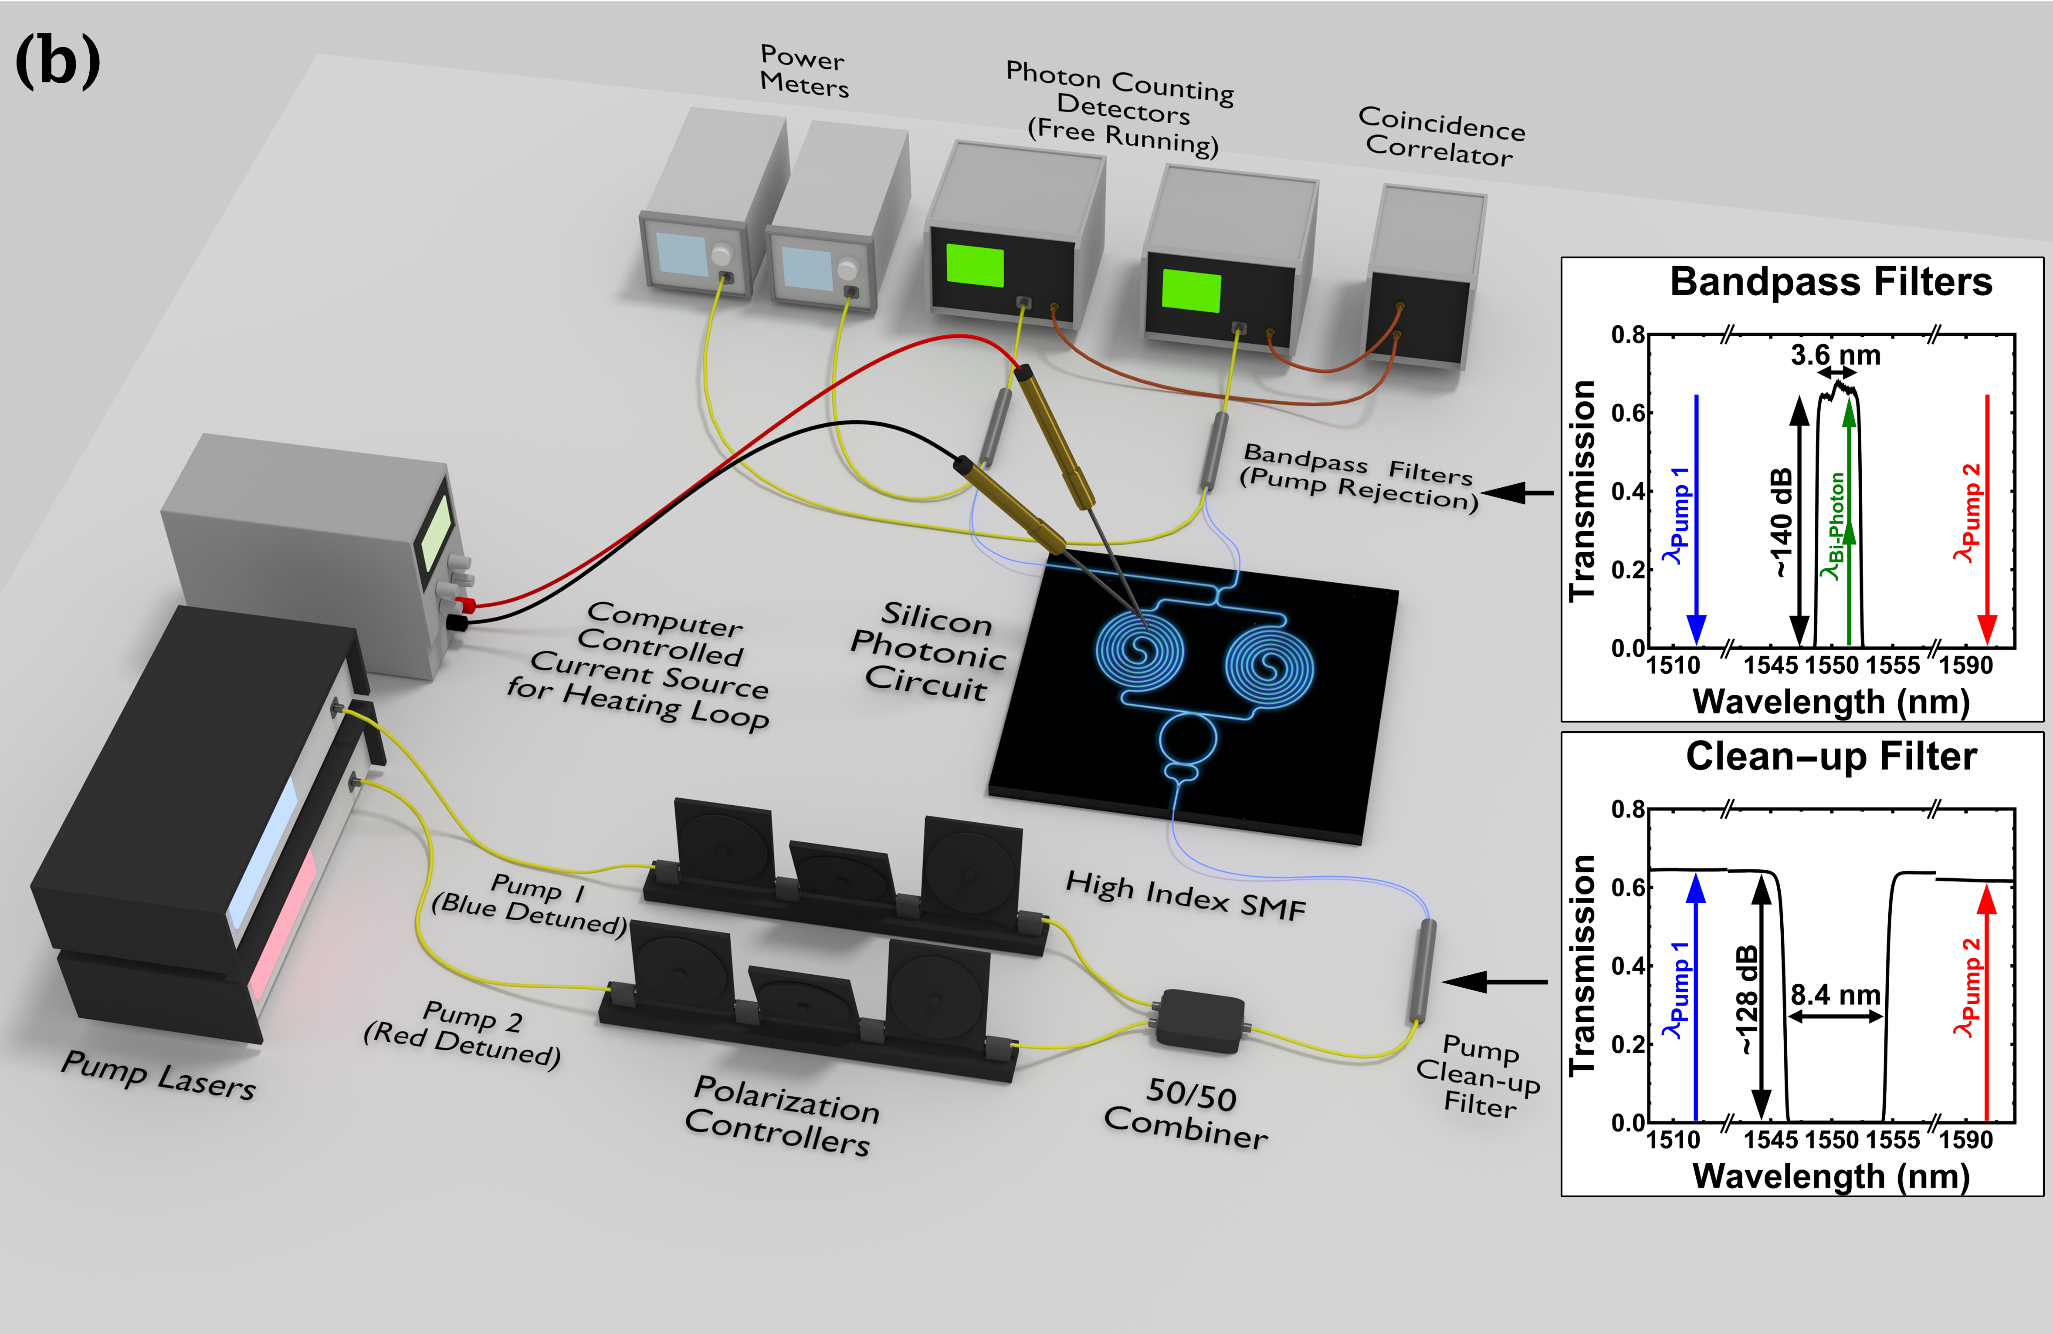 (b)
Power
Meters
Photon Counting
Detectors
(Free Running)
Coincidence
Correlator
Bandpass Filters
(Pump Rejection)
Computer
Controlled
Current Source
for Heating Loop
Silicon
Photonic
Circuit
Pump 1
(Blue Detuned)
High Index SMF
Pump 2
(Red Detuned)
Pump Lasers
Polarization
Controllers
50/50
Combiner
Pump
Clean-up
Filter
Bandpass Filters
Transmission
0.8
0.6
0.4
0.2
0.0
3.6 nm
λPump 1
~140 dB
λBi-Photon
λPump 2
1510 1545 1550 1555 1590
Wavelength (nm)
Clean-up Filter
Transmission
0.8
0.6
0.4
0.2
0.0
λPump 1
~128 dB
8.4 nm
λPump 2
1510 1545 1550 1555 1590
Wavelength (nm)